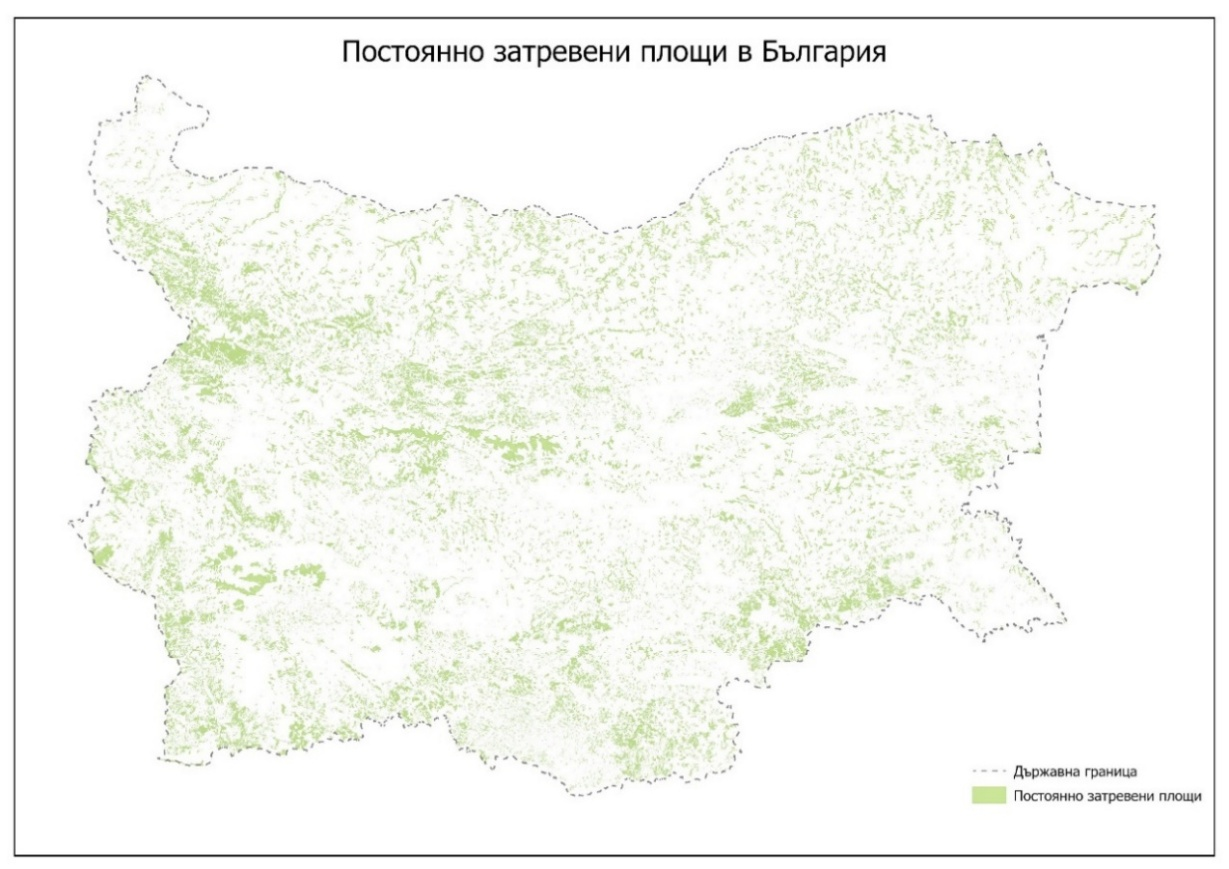 Постоянно затревени площи в България
Държавна граница
Постоянно затревени площи